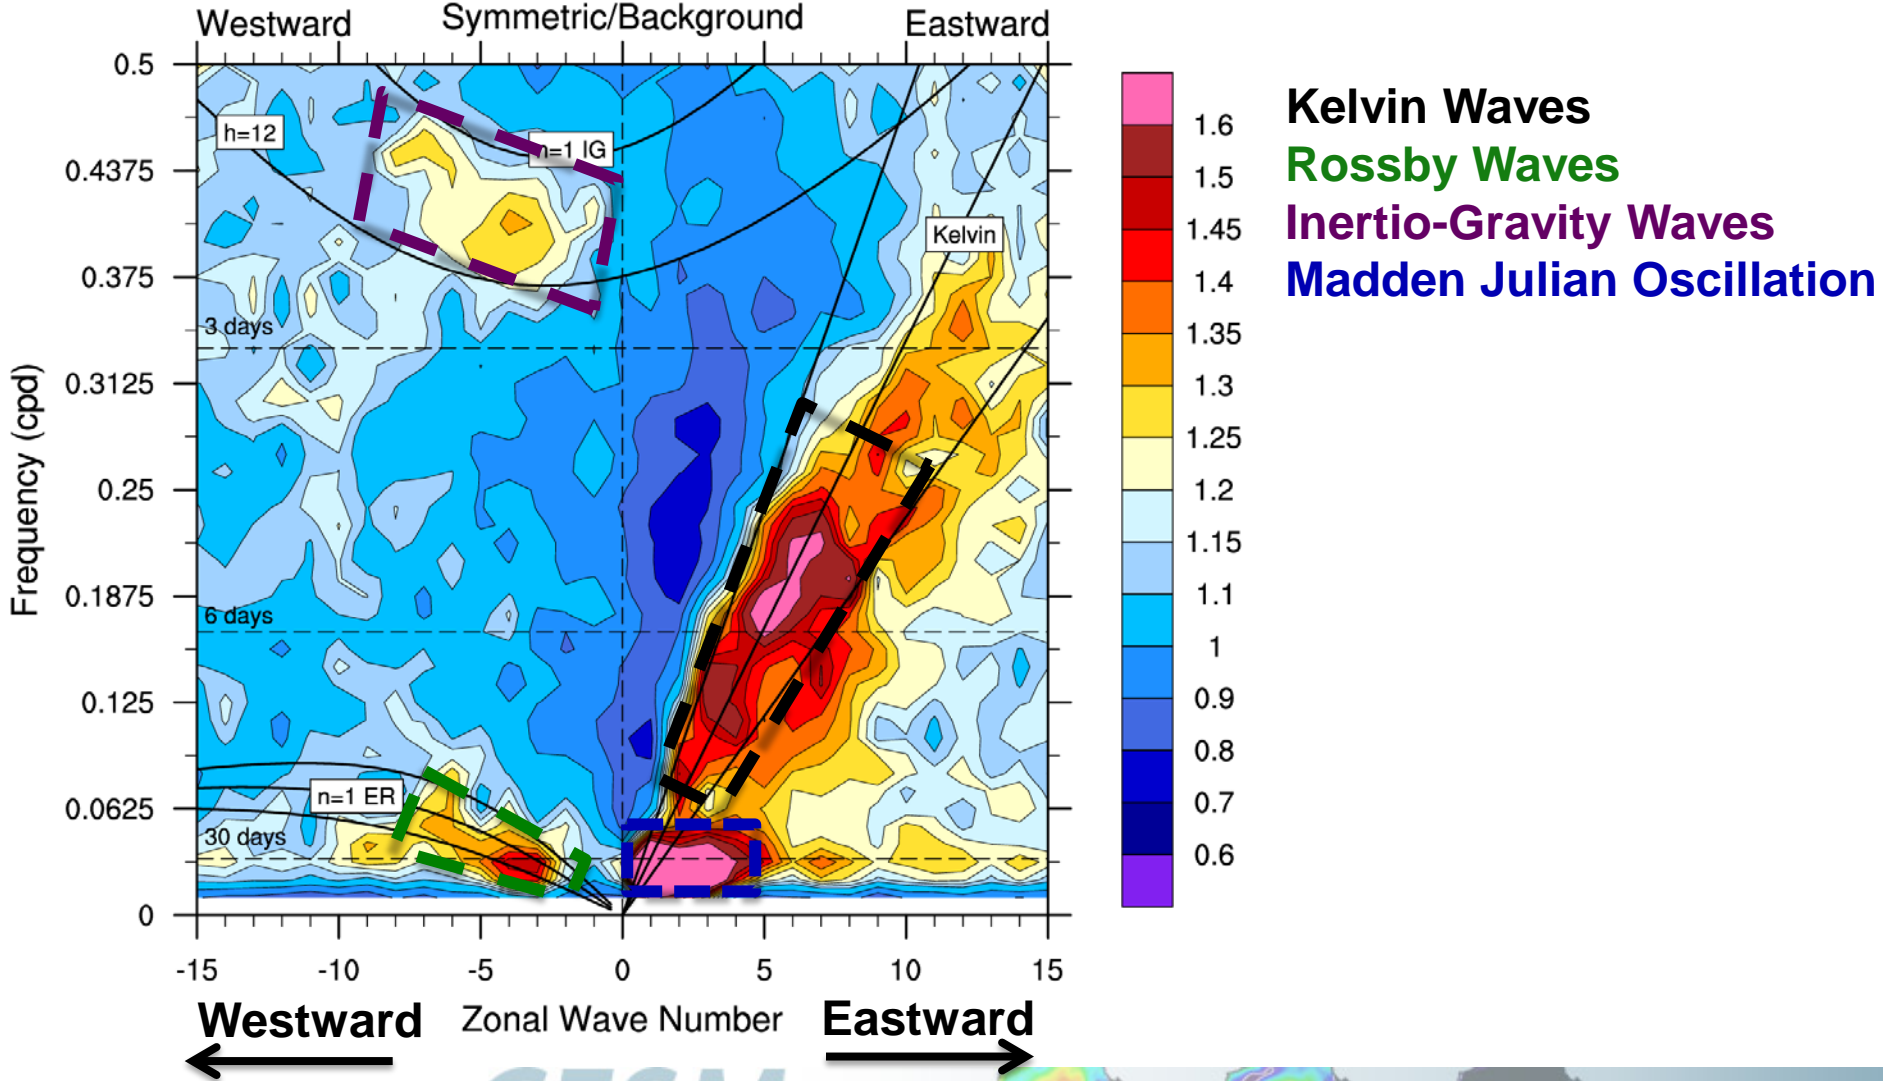 Westward Symmetric/Background Eastward
0.5
0.4375
0.375
0.3125
0.25
0.1875
0.125
0.0625
0
Frequency (cpd)
h=12
n=1 IG
Kelvin
3 days
6 days
n=1 ER
30 days
-15 -10 -5 0 5 10 15
Westward Zonal Wave Number Eastward
1.6
1.5
1.45
1.4
1.35
1.3
1.25
1.2
1.15
1.1
1
0.9
0.8
0.7
0.6
Kelvin Waves
Rossby Waves
Inertio-Gravity Waves
Madden Julian Oscillation